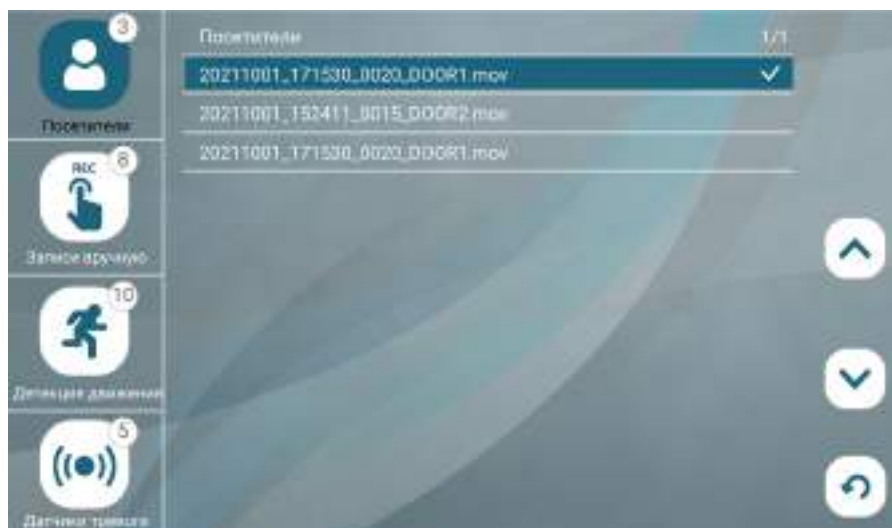 3
Посетители
REC
8
Записи вручную
10
Детекция движения
5
Датчики тревоги
Посетители 1/1
20211001_171530_0020_DOOR1.mov
20211001_152411_0015_DOOR2.mov
20211001_171530_0020_DOOR1.mov